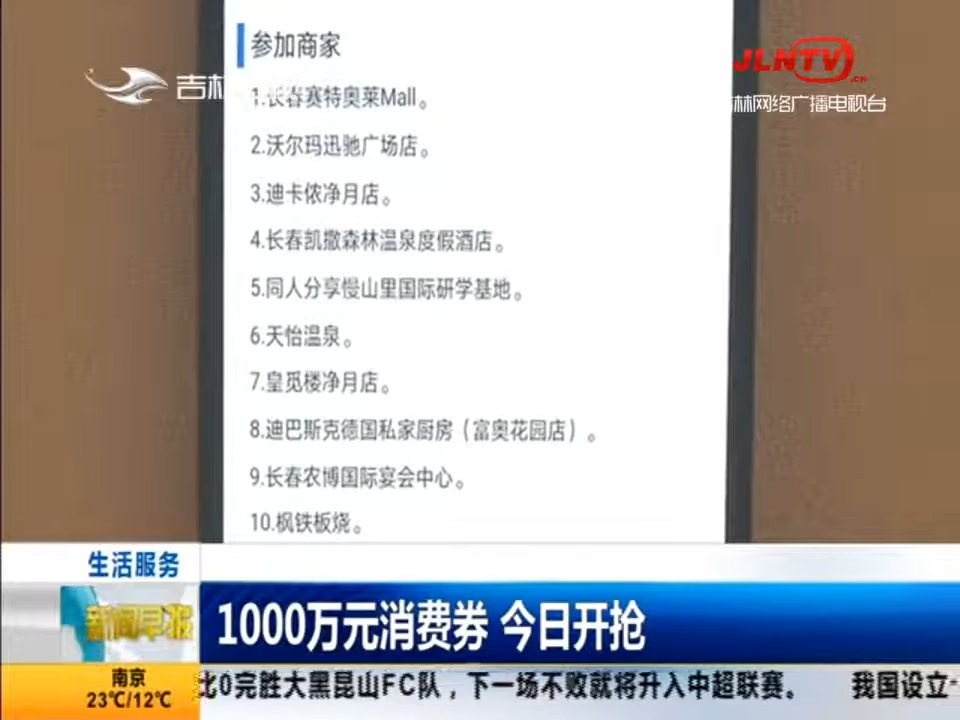 参加商家
JLNTV.cn
吉林
林网络广播电视台
1.长春赛特奥莱Mall。
2.沃尔玛迅驰广场店。
3.迪卡侬净月店。
4.长春凯撒森林温泉度假酒店。
5.同人分享慢山里国际研学基地。
6.天怡温泉。
7.皇觅楼净月店。
8.迪巴斯克德国私家厨房（富奥花园店）。
9.长春农博国际宴会中心。
10.枫铁板烧。
生活服务
新闻早报
1000万元消费券 今日开抢
南京
23℃/12℃
比0完胜大黑昆山FC队，下一场不败就将升入中超联赛。 我国设立